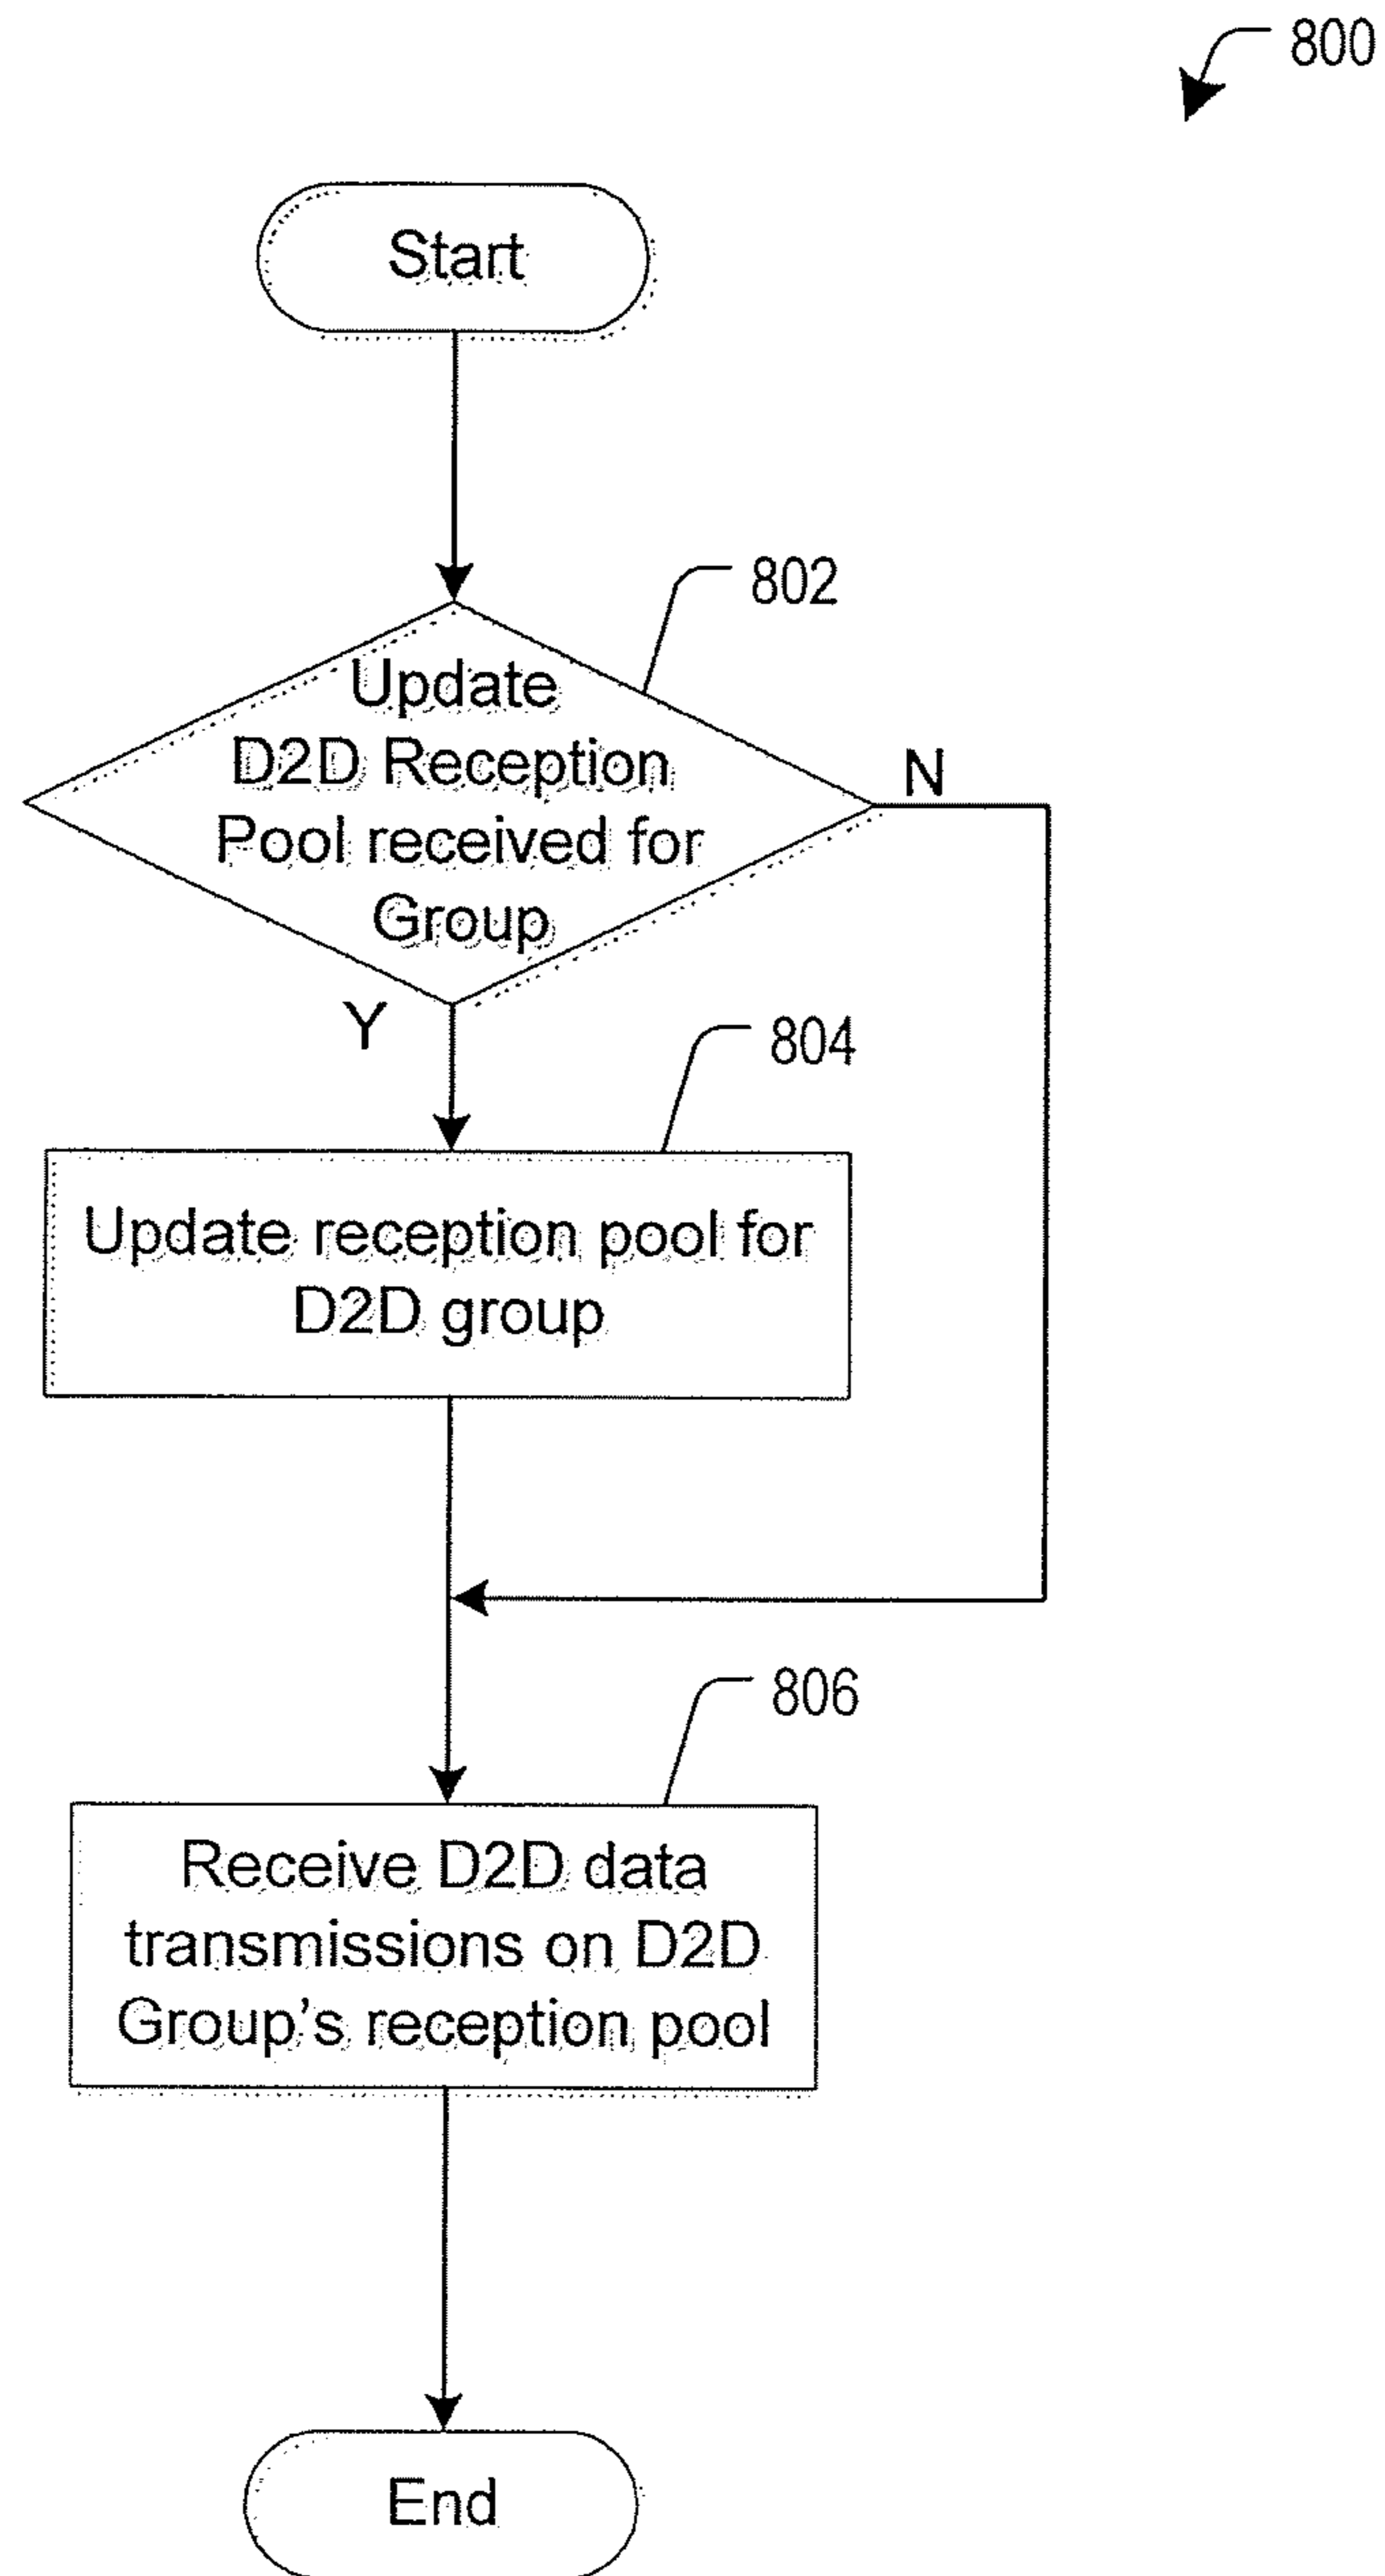 800
Start
802
Update
D2D Reception
Pool received for
Group
N
Y
804
Update reception pool for
D2D group
806
Receive D2D data
transmissions on D2D
Group's reception pool
End